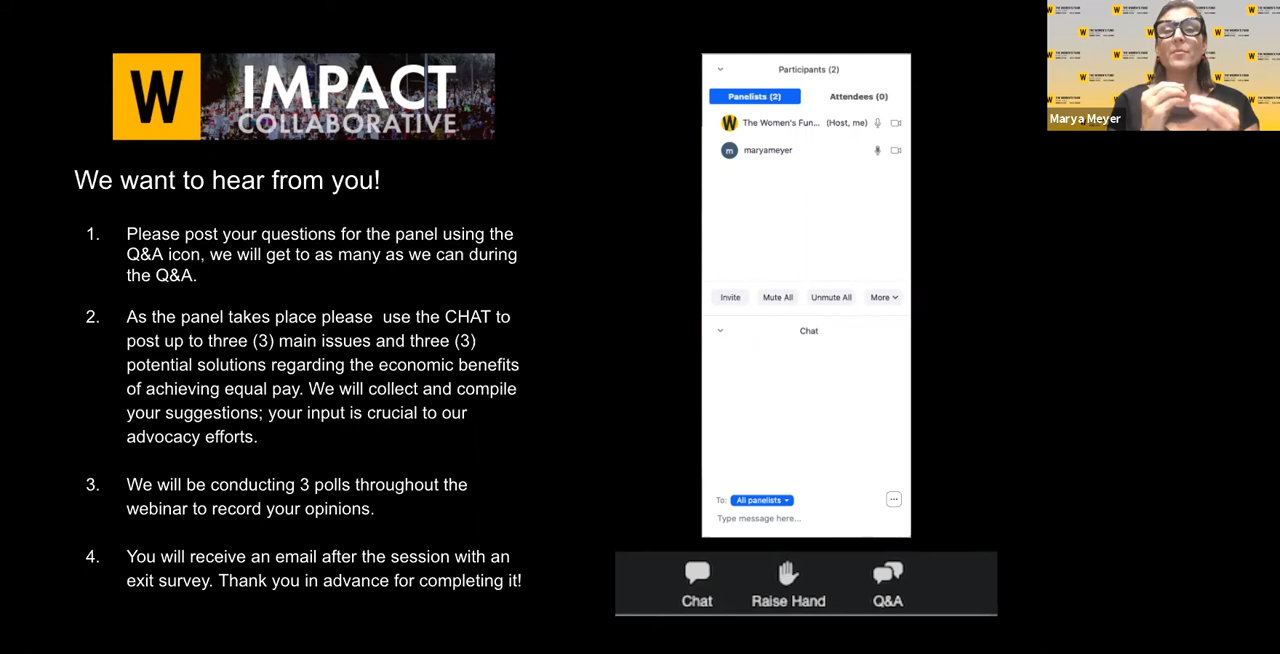 W
IMPACT
COLLABORATIVE
We want to hear from you!
1. Please post your questions for the panel using the
Q&A icon, we will get to as many as we can during
the Q&A.
2. As the panel takes place please use the CHAT to
post up to three (3) main issues and three (3)
potential solutions regarding the economic benefits
of achieving equal pay. We will collect and compile
your suggestions; your input is crucial to our
advocacy efforts.
3. We will be conducting 3 polls throughout the
webinar to record your opinions.
4. You will receive an email after the session with an
exit survey. Thank you in advance for completing it!
Participants (2)
Panelists (2) Attendees (0)
W The Women's Fun... (Host, me)
m maryameyer
Invite Mute All Unmute All More
Chat
To: All panelists
Type message here...
Chat Raise Hand Q&A
Marya Meyer